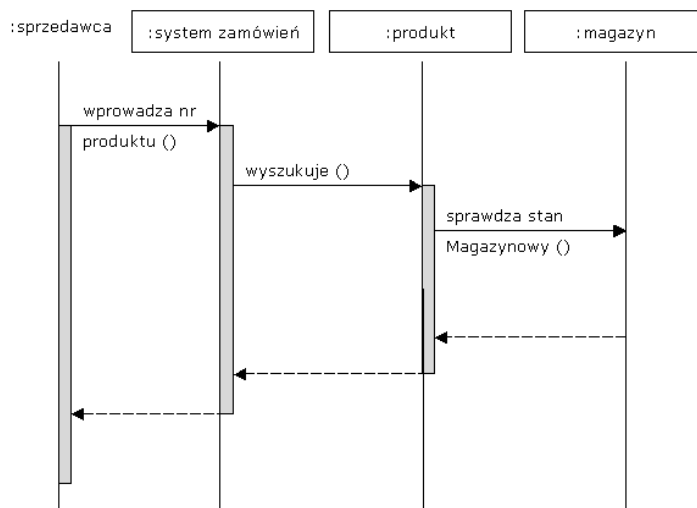 :sprzedawca
:system zamówień
:produkt
:magazyn
wprowadza nr
produktu ()
wyszukuje ()
sprawdza stan
Magazynowy ()